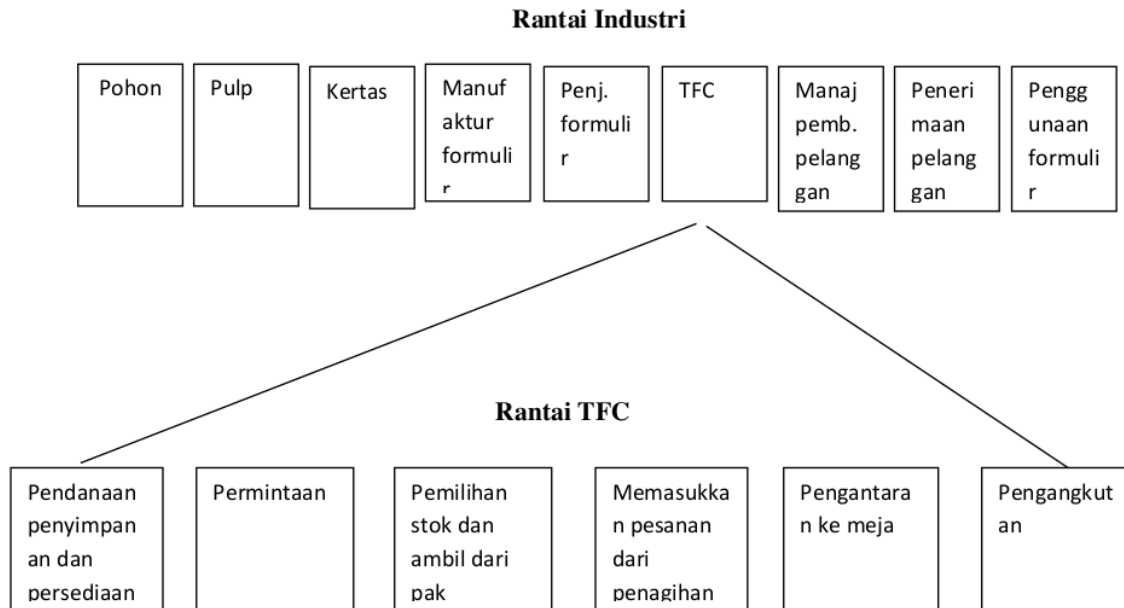 Rantai Industri
Pohon
Pulp
Kertas
Manuf
aktur
formuli
r
Penj.
formuli
r
TFC
Manaj
pemb.
pelang
gan
Peneri
maan
pelang
gan
Pengg
unaan
formuli
r
Rantai TFC
Pendanaan
penyimpan
an dan
persediaan
Permintaan
Pemilihan
stok dan
ambil dari
pak
Memasukka
n pesanan
dari
penagihan
Pengantara
n ke meja
Pengangkut
an